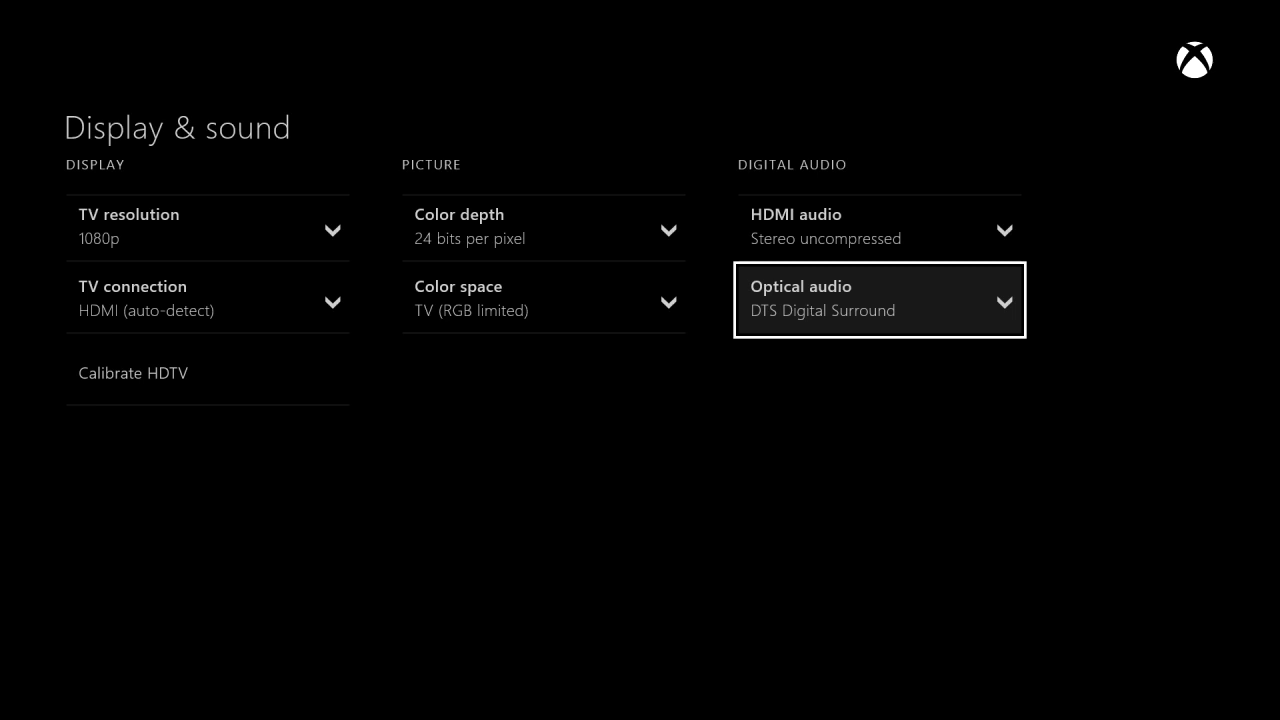 Display & sound
DISPLAY
TV resolution
1080p
TV connection
HDMI (auto-detect)
Calibrate HDTV
PICTURE
Color depth
24 bits per pixel
Color space
TV (RGB limited)
DIGITAL AUDIO
HDMI audio
Stereo uncompressed
Optical audio
DTS Digital Surround